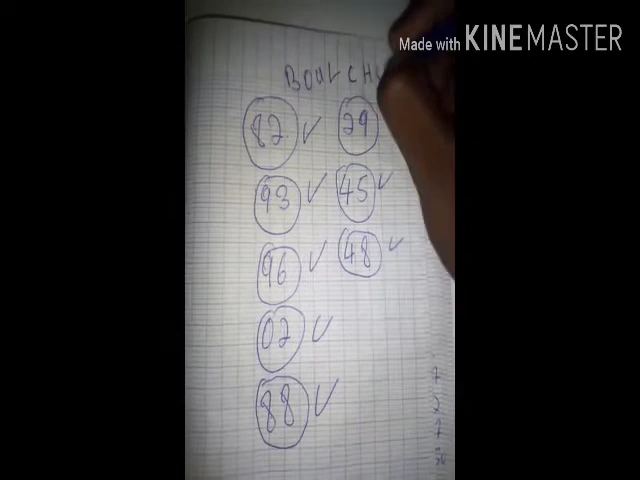 Made with KINEMASTER
BOUL CH
82 ✓ 29
93 ✓ 45 ✓
96 ✓ 48 ✓
02 ✓
88 ✓